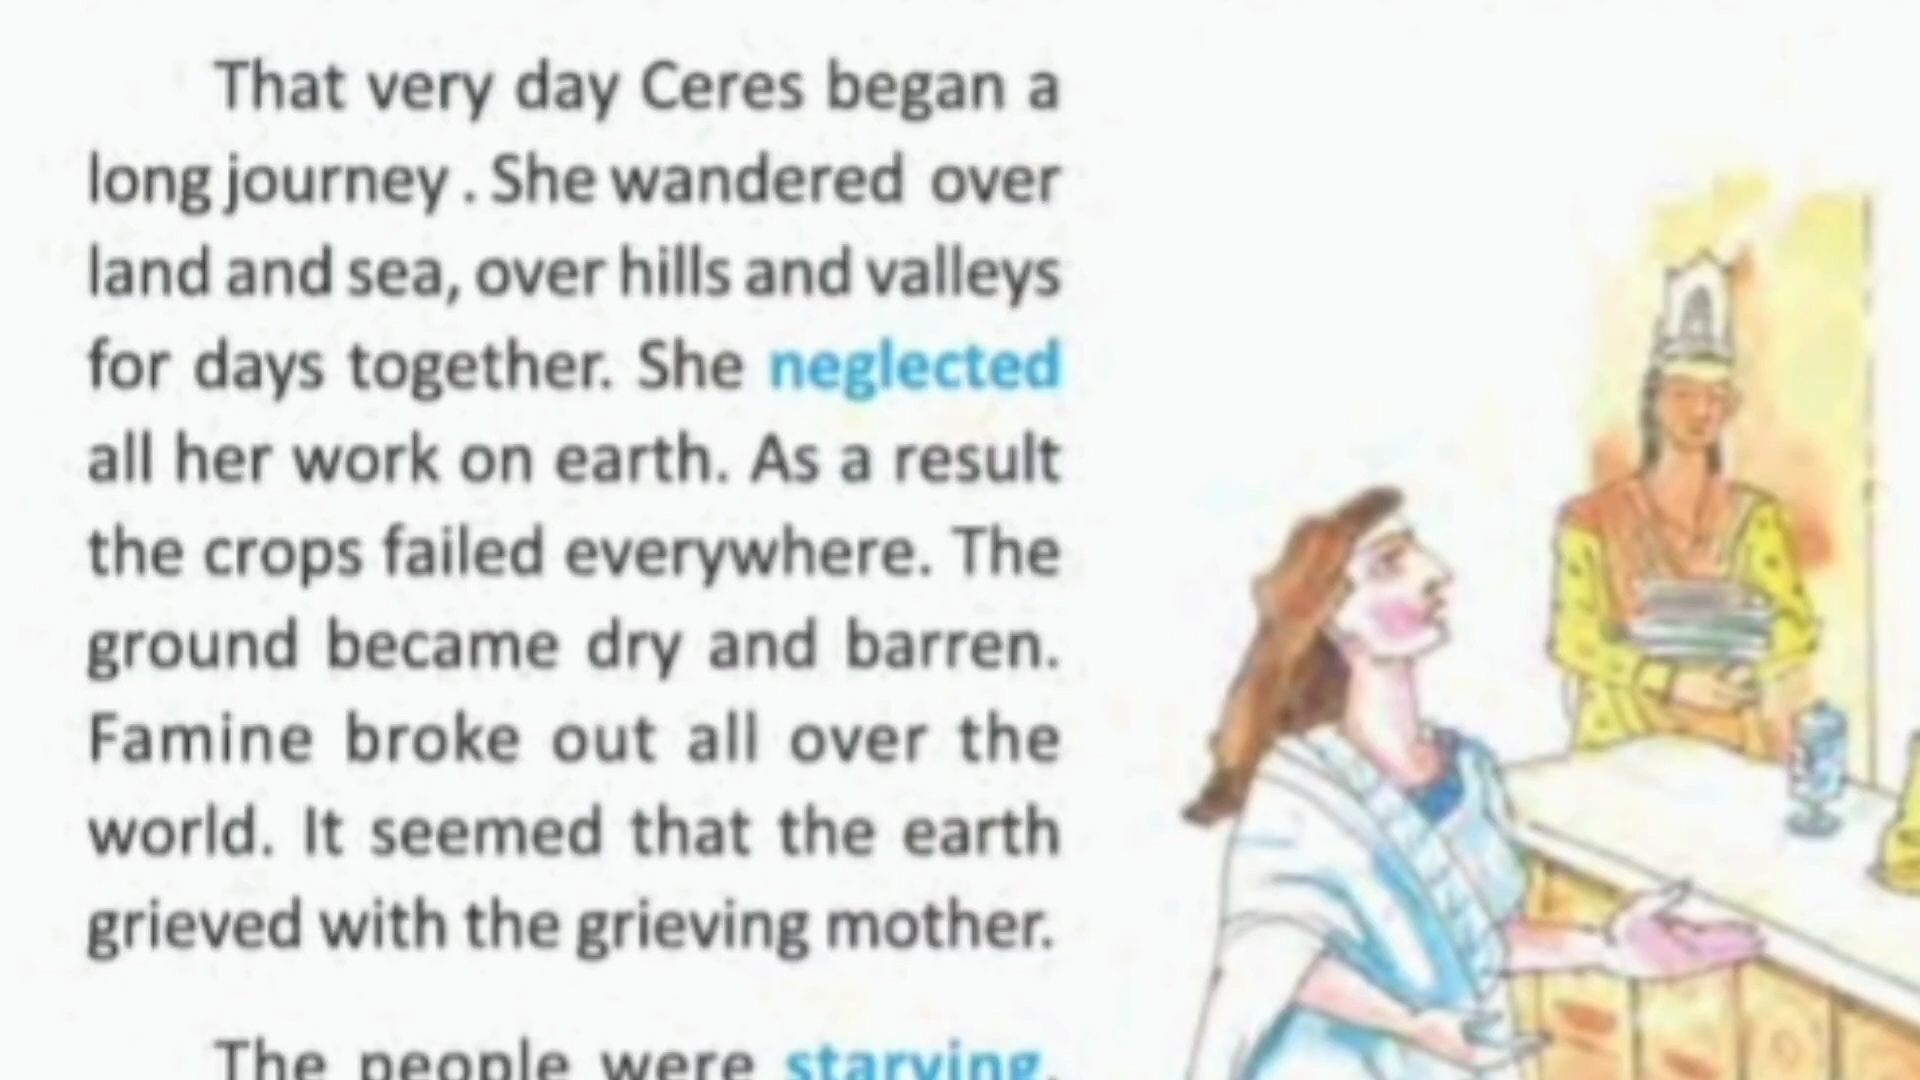 That very day Ceres began a
long journey . She wandered over
land and sea, over hills and valleys
for days together. She neglected
all her work on earth. As a result
the crops failed everywhere. The
ground became dry and barren.
Famine broke out all over the
world. It seemed that the earth
grieved with the grieving mother.
The people were starving.